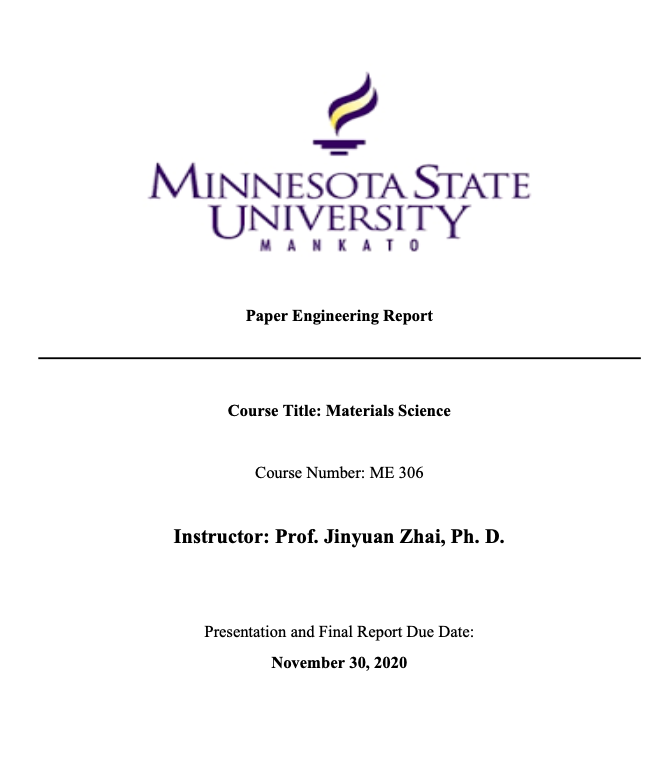 MINNESOTA STATE
UNIVERSITY
MANKATO
Paper Engineering Report
Course Title: Materials Science
Course Number: ME 306
Instructor: Prof. Jinyuan Zhai, Ph. D.
Presentation and Final Report Due Date:
November 30, 2020